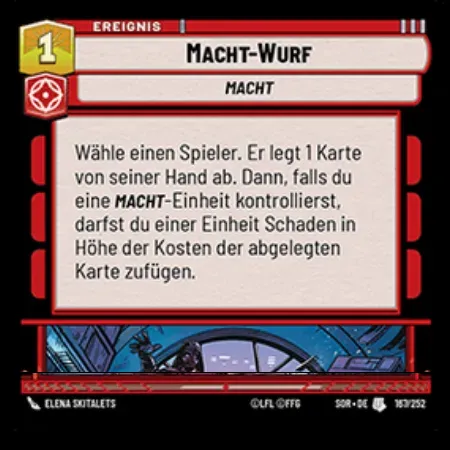 EREIGNIS
1
MACHT-WURF
MACHT
Wähle einen Spieler. Er legt 1 Karte
von seiner Hand ab. Dann, falls du
eine MACHT-Einheit kontrollierst,
darfst du einer Einheit Schaden in
Höhe der Kosten der abgelegten
Karte zufügen.
ELENA SKITALETS ©LFL ©FFG SOR • DE 167/252